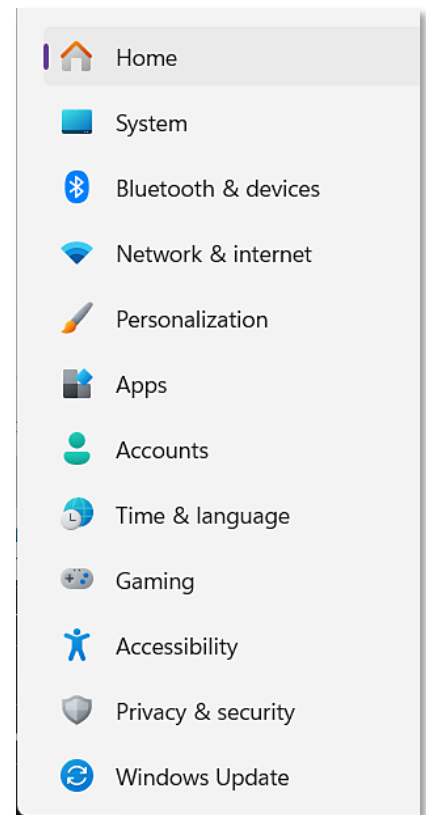 Home
System
Bluetooth & devices
Network & internet
Personalization
Apps
Accounts
Time & language
Gaming
Accessibility
Privacy & security
Windows Update